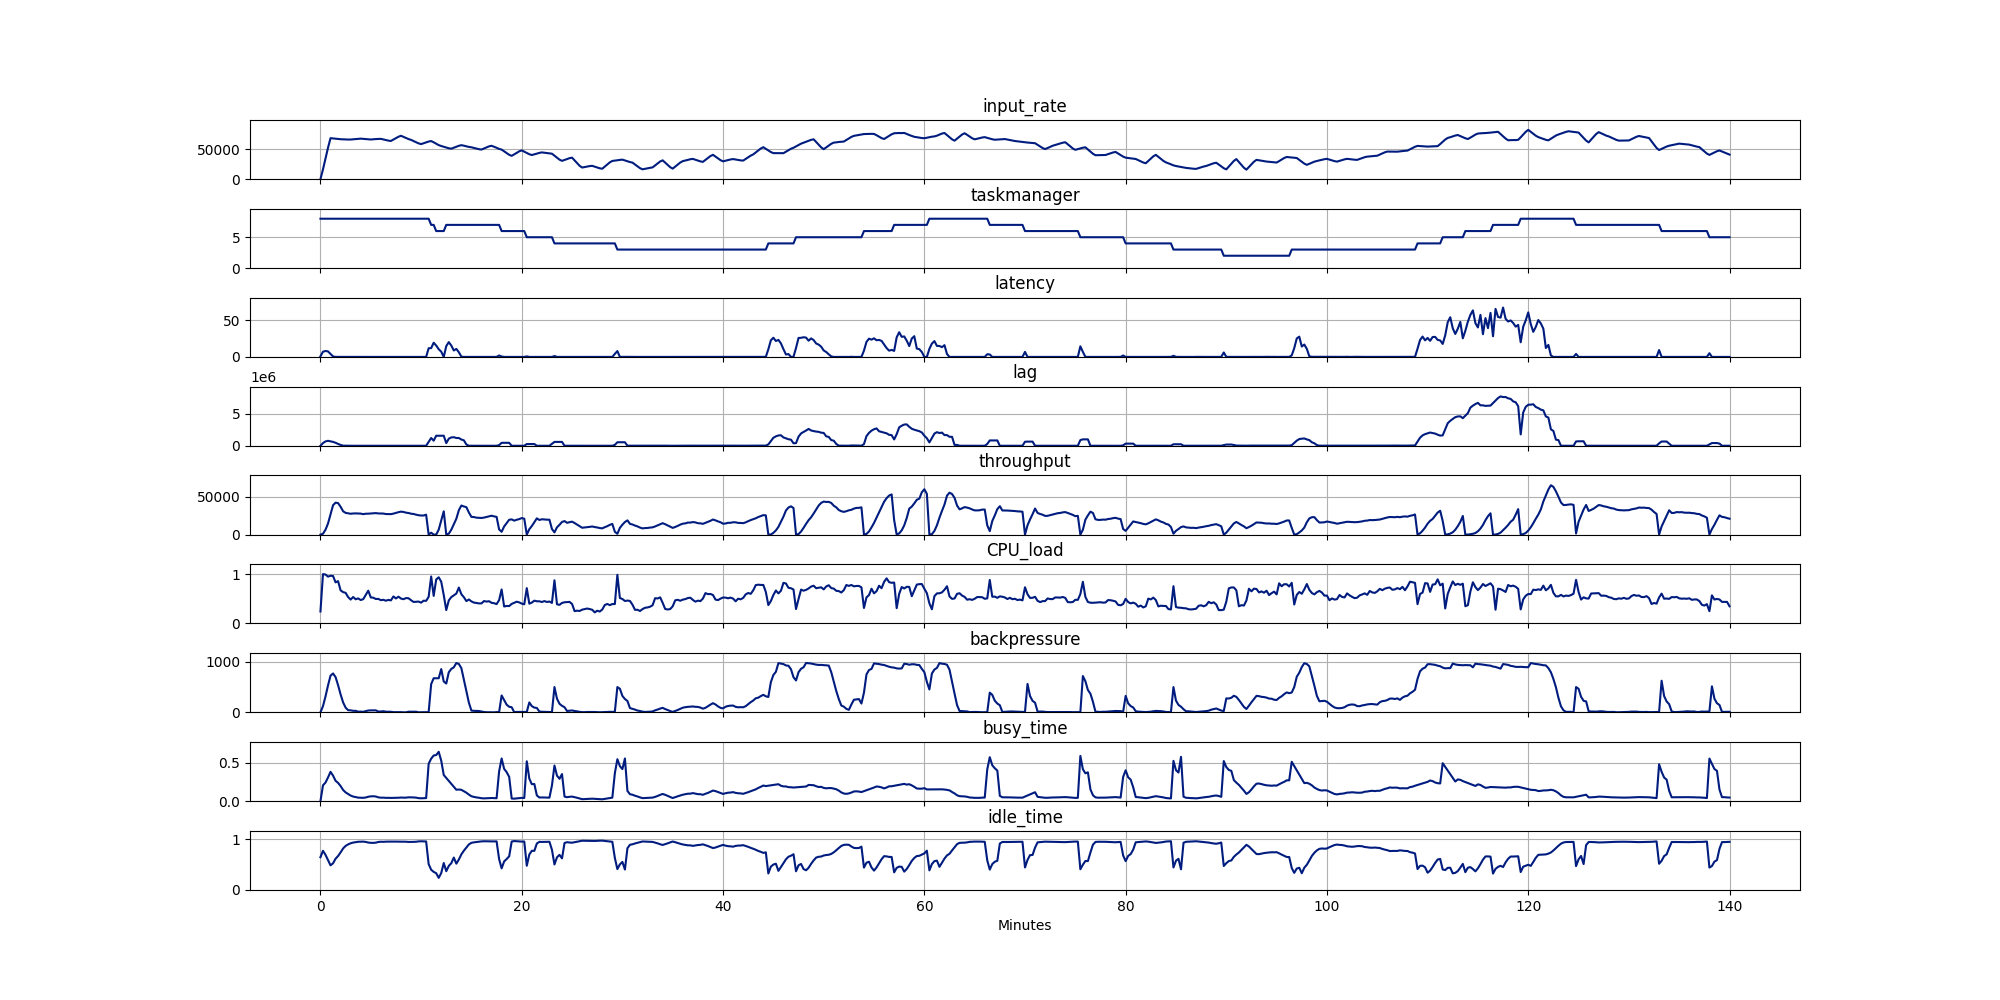 input_rate
50000
0
taskmanager
5
0
latency
50
0
1e6
lag
5
0
throughput
50000
0
CPU_load
1
0
backpressure
1000
0
busy_time
0.5
0.0
idle_time
1
0
0 20 40 60 80 100 120 140
Minutes